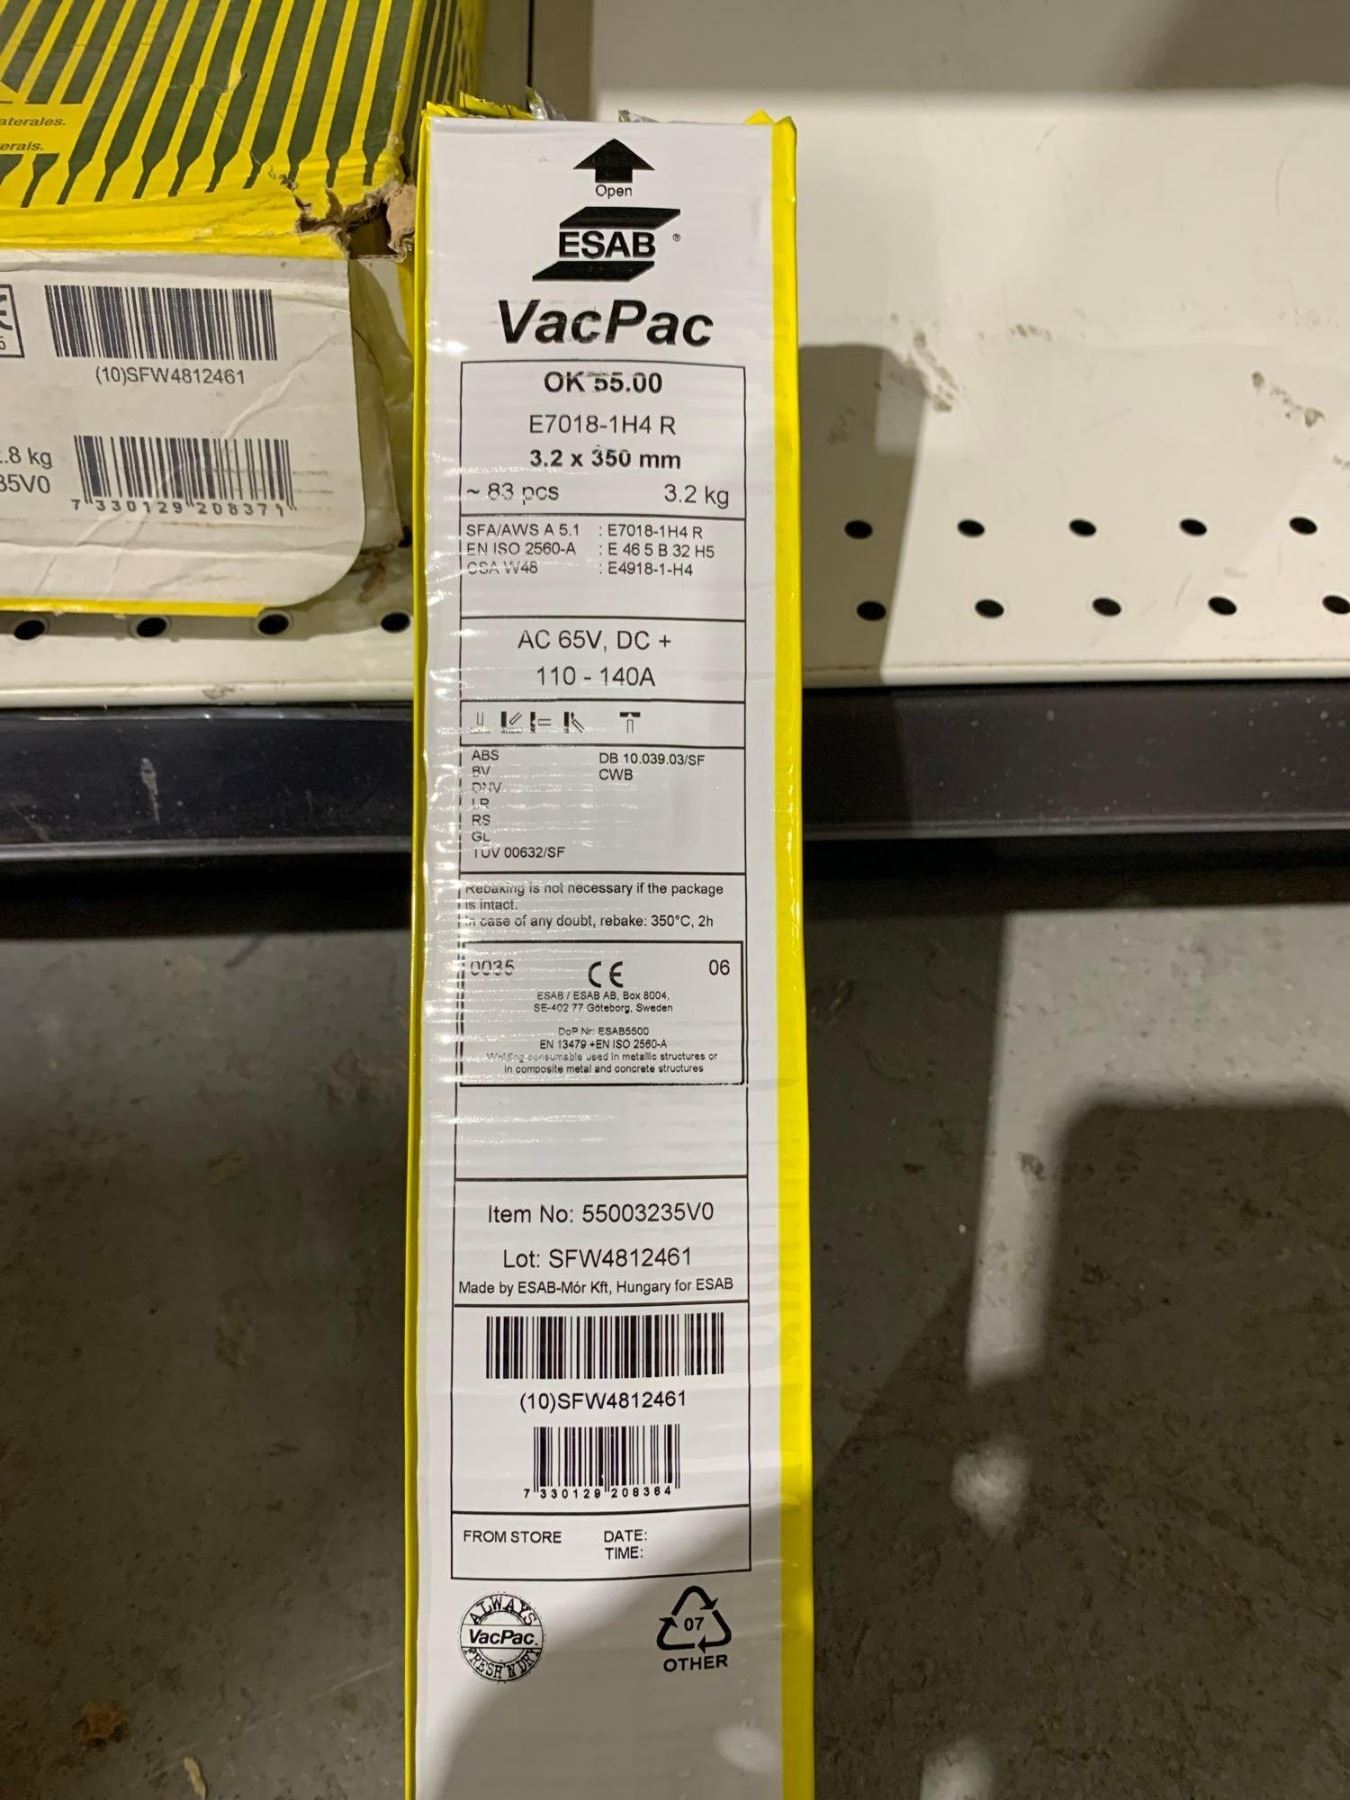 aterales.
erais.
(10)SFW4812461
.8 kg
35V0
7 330129 208371
Open
ESAB ®
VacPac
OK 55.00
E7018-1H4 R
3.2 x 350 mm
~ 83 pcs 3.2 kg
SFA/AWS A 5.1 : E7018-1H4 R
EN ISO 2560-A : E 46 5 B 32 H5
CSA W48 : E4918-1-H4
AC 65V, DC +
110 - 140A
ABS DB 10.039.03/SF
BV CWB
DNV
LR
RS
GL
TÜV 00632/SF
Rebaking is not necessary if the package
is intact.
In case of any doubt, rebake: 350°C, 2h
0035 CE 06
ESAB / ESAB AB, Box 8004,
SE-402 77 Göteborg, Sweden
DoP Nr: ESAB5500
EN 13479 +EN ISO 2560-A
Welding consumable used in metallic structures or
in composite metal and concrete structures
Item No: 55003235V0
Lot: SFW4812461
Made by ESAB-Mór Kft, Hungary for ESAB
(10)SFW4812461
7 330129 208364
FROM STORE DATE:
TIME:
ALWAYS
VacPac
FRESH'N DRY
07
OTHER